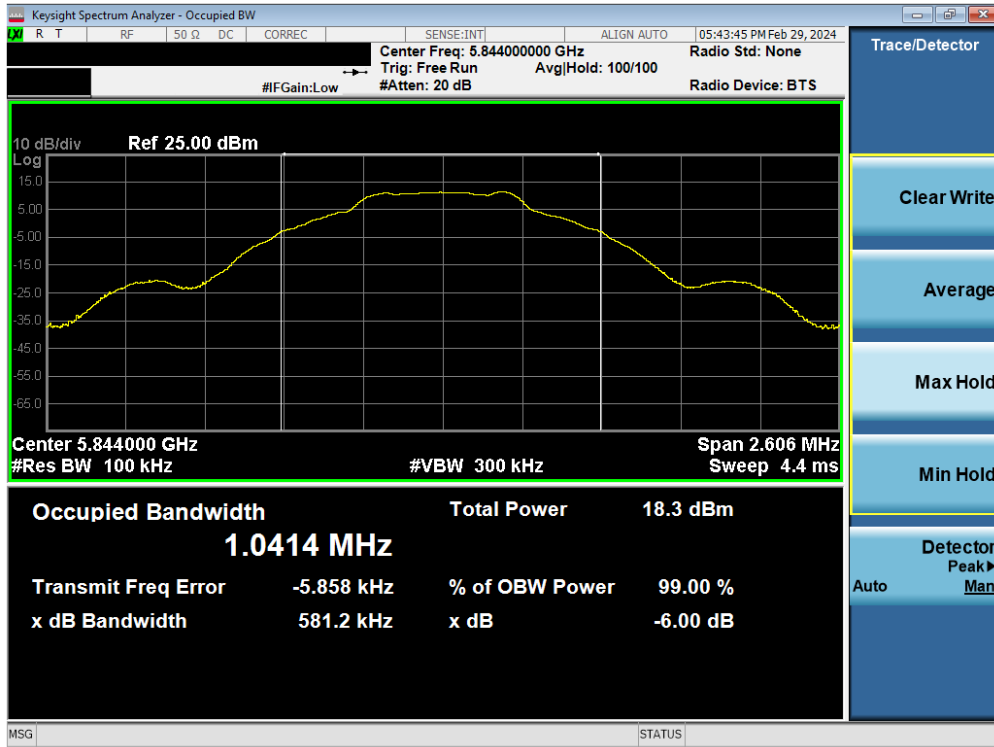 Keysight Spectrum Analyzer - Occupied BW
LXI R T RF 50 Ω DC CORREC SENSE:INT ALIGN AUTO 05:43:45 PM Feb 29, 2024
Center Freq: 5.844000000 GHz Radio Std: None
Trig: Free Run Avg|Hold: 100/100
#IFGain:Low #Atten: 20 dB Radio Device: BTS
10 dB/div Ref 25.00 dBm
Log
15.0
5.00
-5.00
-15.0
-25.0
-35.0
-45.0
-55.0
-65.0
Center 5.844000 GHz Span 2.606 MHz
#Res BW 100 kHz #VBW 300 kHz Sweep 4.4 ms
Occupied Bandwidth Total Power 18.3 dBm
1.0414 MHz
Transmit Freq Error -5.858 kHz % of OBW Power 99.00 %
x dB Bandwidth 581.2 kHz x dB -6.00 dB
MSG STATUS
Trace/Detector
Clear Write
Average
Max Hold
Min Hold
Detector
Peak▶
Auto Man